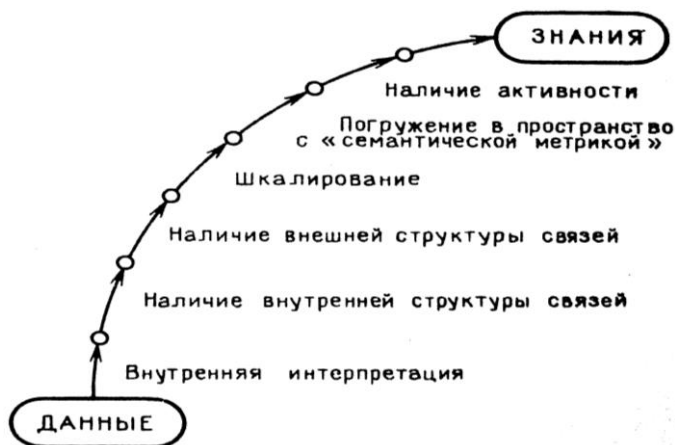 ЗНАНИЯ
Наличие активности
Погружение в пространство
с «семантической метрикой»
Шкалирование
Наличие внешней структуры связей
Наличие внутренней структуры связей
Внутренняя интерпретация
ДАННЫЕ